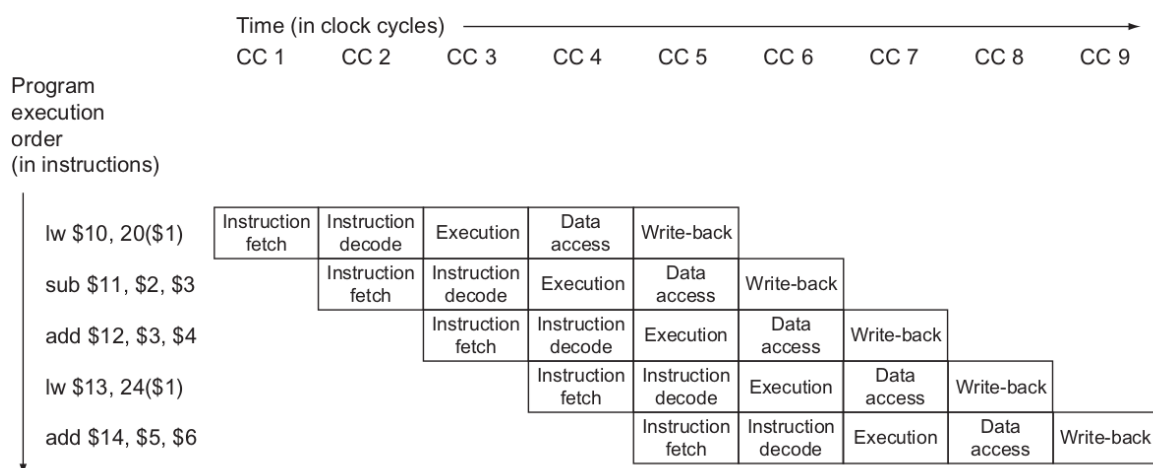 Time (in clock cycles)
CC 1 CC 2 CC 3 CC 4 CC 5 CC 6 CC 7 CC 8 CC 9
Program
execution
order
(in instructions)
lw $10, 20($1)
Instruction
fetch
Instruction
decode
Execution
Data
access
Write-back
sub $11, $2, $3
Instruction
fetch
Instruction
decode
Execution
Data
access
Write-back
add $12, $3, $4
Instruction
fetch
Instruction
decode
Execution
Data
access
Write-back
lw $13, 24($1)
Instruction
fetch
Instruction
decode
Execution
Data
access
Write-back
add $14, $5, $6
Instruction
fetch
Instruction
decode
Execution
Data
access
Write-back